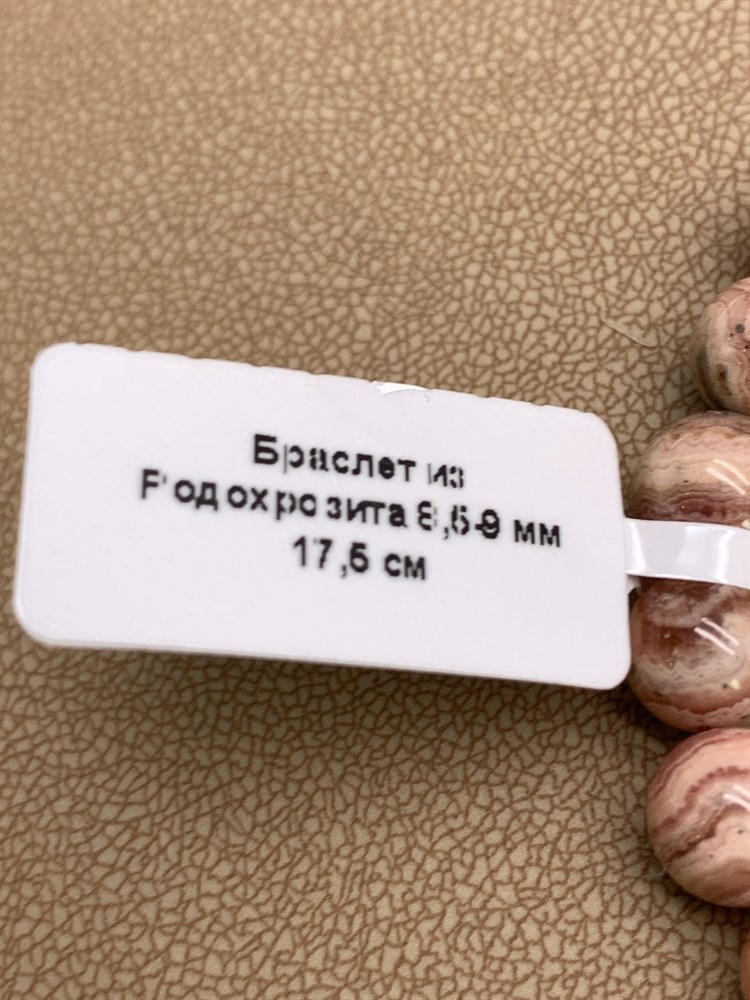 Браслет из
Родохрозита 8,5-9 мм
17,5 см